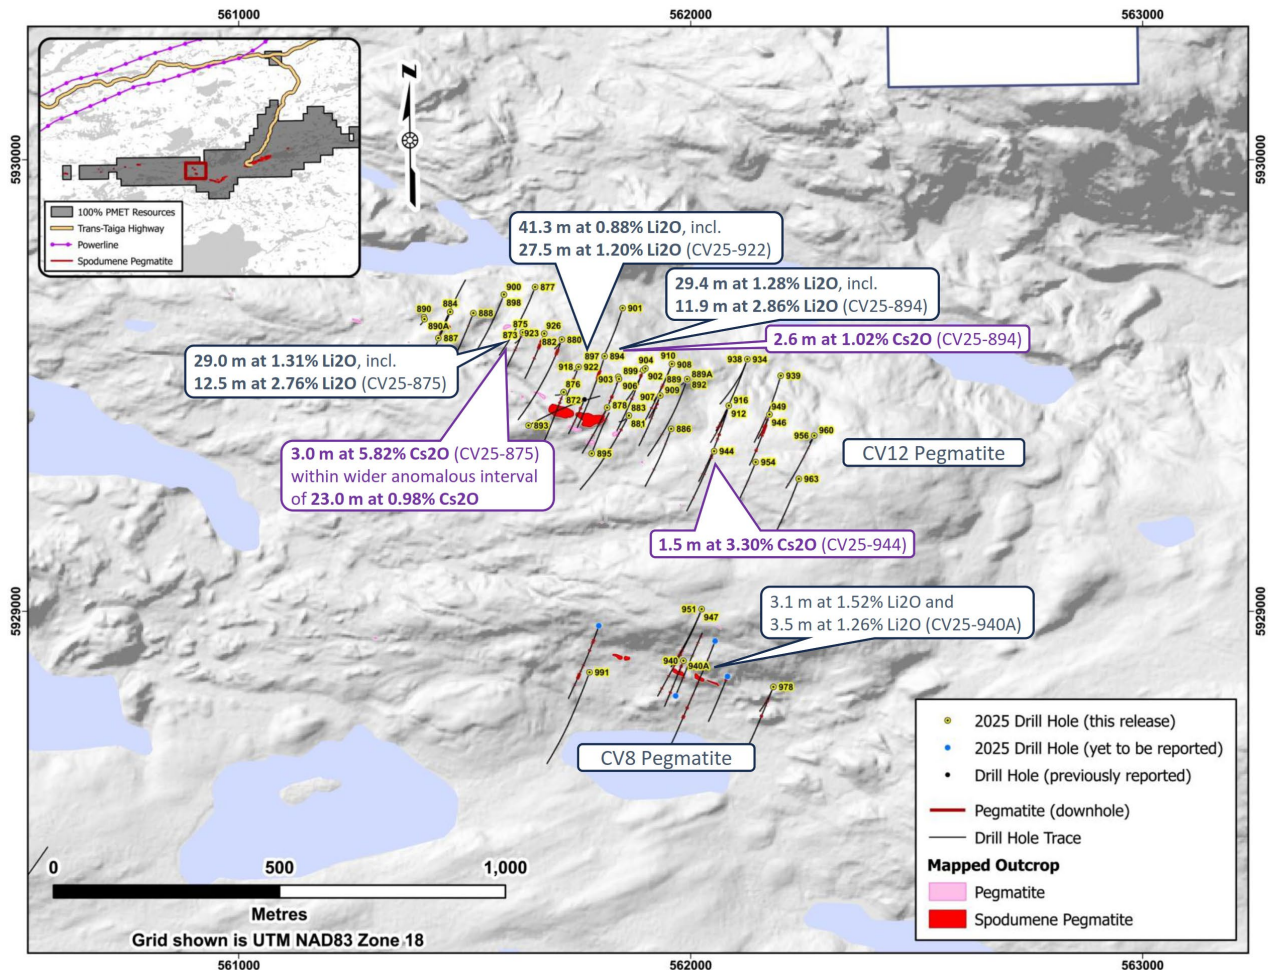 561000
562000
563000
5930000
5930000
5929000
5929000
100% PMET Resources
Trans-Taiga Highway
Powerline
Spodumene Pegmatite
Z
41.3 m at 0.88% Li2O, incl.
27.5 m at 1.20% Li2O (CV25-922)
29.4 m at 1.28% Li2O, incl.
11.9 m at 2.86% Li2O (CV25-894)
2.6 m at 1.02% Cs2O (CV25-894)
29.0 m at 1.31% Li2O, incl.
12.5 m at 2.76% Li2O (CV25-875)
3.0 m at 5.82% Cs2O (CV25-875)
within wider anomalous interval
of 23.0 m at 0.98% Cs2O
CV12 Pegmatite
1.5 m at 3.30% Cs2O (CV25-944)
3.1 m at 1.52% Li2O and
3.5 m at 1.26% Li2O (CV25-940A)
CV8 Pegmatite
900
877
884
898
890
888
901
890A
887
875
926
873
923
882
880
897
894
904
910
938
934
918
922
908
899
902
889A
939
903
889
892
876
906
909
907
872
878
883
916
949
912
946
881
893
886
960
956
895
944
954
963
951
947
940
940A
991
978
2025 Drill Hole (this release)
2025 Drill Hole (yet to be reported)
Drill Hole (previously reported)
Pegmatite (downhole)
Drill Hole Trace
Mapped Outcrop
Pegmatite
Spodumene Pegmatite
0
500
1,000
Metres
Grid shown is UTM NAD83 Zone 18
561000
562000
563000